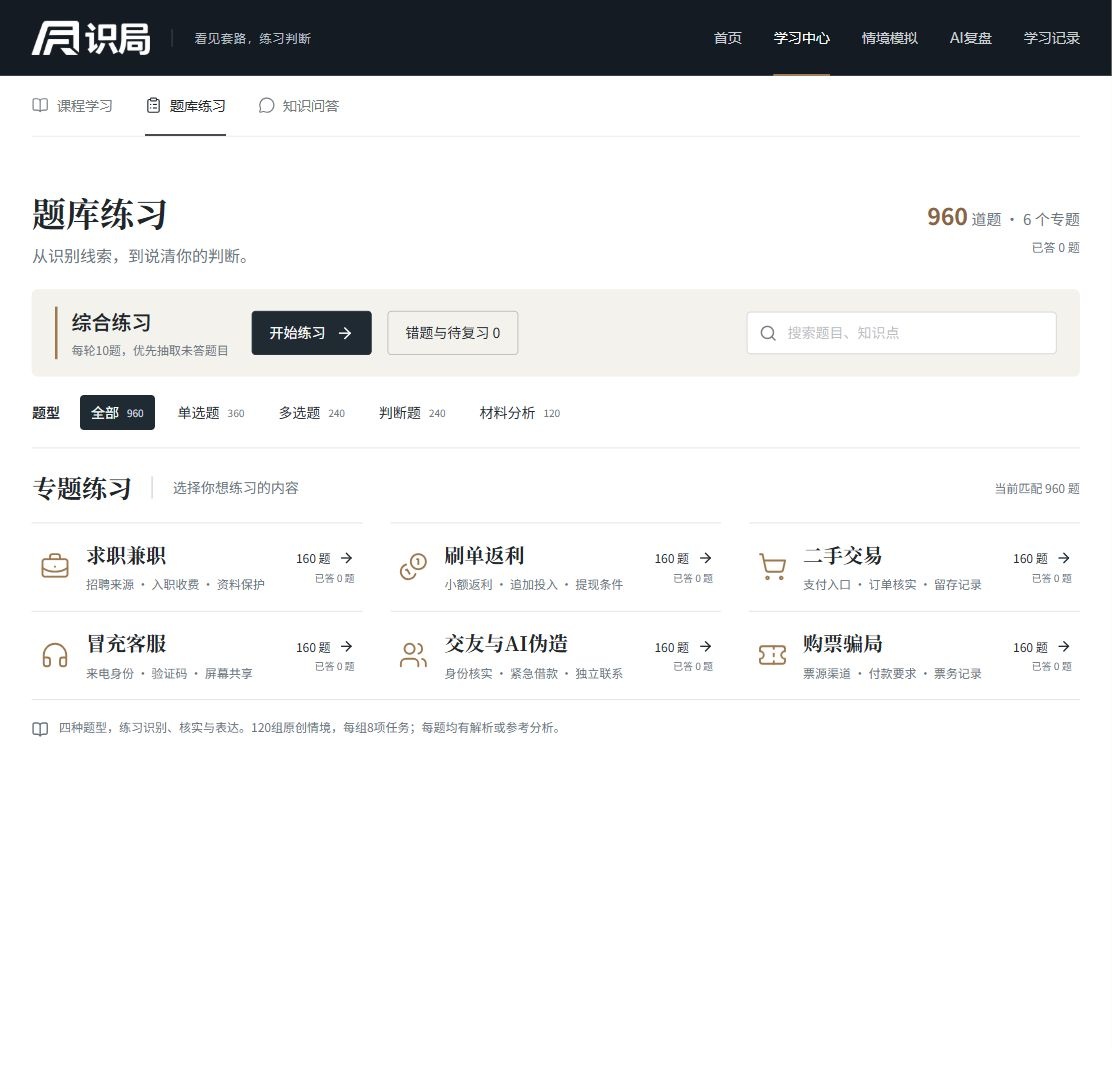 识局
看见套路，练习判断
首页
学习中心
情境模拟
AI复盘
学习记录
课程学习
题库练习
知识问答
题库练习
960 道题 · 6 个专题
从识别线索，到说清你的判断。
已答 0 题
综合练习
每轮10题，优先抽取未答题目
开始练习
错题与待复习 0
搜索题目、知识点
题型
全部 960
单选题 360
多选题 240
判断题 240
材料分析 120
专题练习
选择你想练习的内容
当前匹配 960 题
求职兼职
招聘来源 · 入职收费 · 资料保护
160 题
已答 0 题
刷单返利
小额返利 · 追加投入 · 提现条件
160 题
已答 0 题
二手交易
支付入口 · 订单核实 · 留存记录
160 题
已答 0 题
冒充客服
来电身份 · 验证码 · 屏幕共享
160 题
已答 0 题
交友与AI伪造
身份核实 · 紧急借款 · 独立联系
160 题
已答 0 题
购票骗局
票源渠道 · 付款要求 · 票务记录
160 题
已答 0 题
四种题型，练习识别、核实与表达。120组原创情境，每组8项任务；每题均有解析或参考分析。